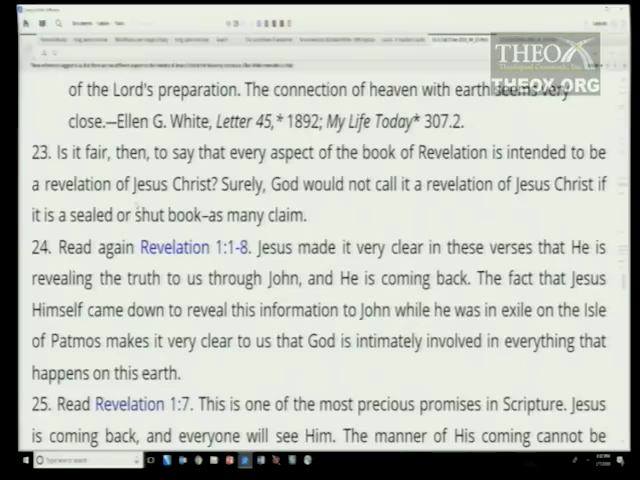 THEOX
THEOX.ORG
of the Lord's preparation. The connection of heaven with earth seems very
close.—Ellen G. White, Letter 45,* 1892; My Life Today* 307.2.
23. Is it fair, then, to say that every aspect of the book of Revelation is intended to be
a revelation of Jesus Christ? Surely, God would not call it a revelation of Jesus Christ if
it is a sealed or shut book–as many claim.
24. Read again Revelation 1:1-8. Jesus made it very clear in these verses that He is
revealing the truth to us through John, and He is coming back. The fact that Jesus
Himself came down to reveal this information to John while he was in exile on the Isle
of Patmos makes it very clear to us that God is intimately involved in everything that
happens on this earth.
25. Read Revelation 1:7. This is one of the most precious promises in Scripture. Jesus
is coming back, and everyone will see Him. The manner of His coming cannot be